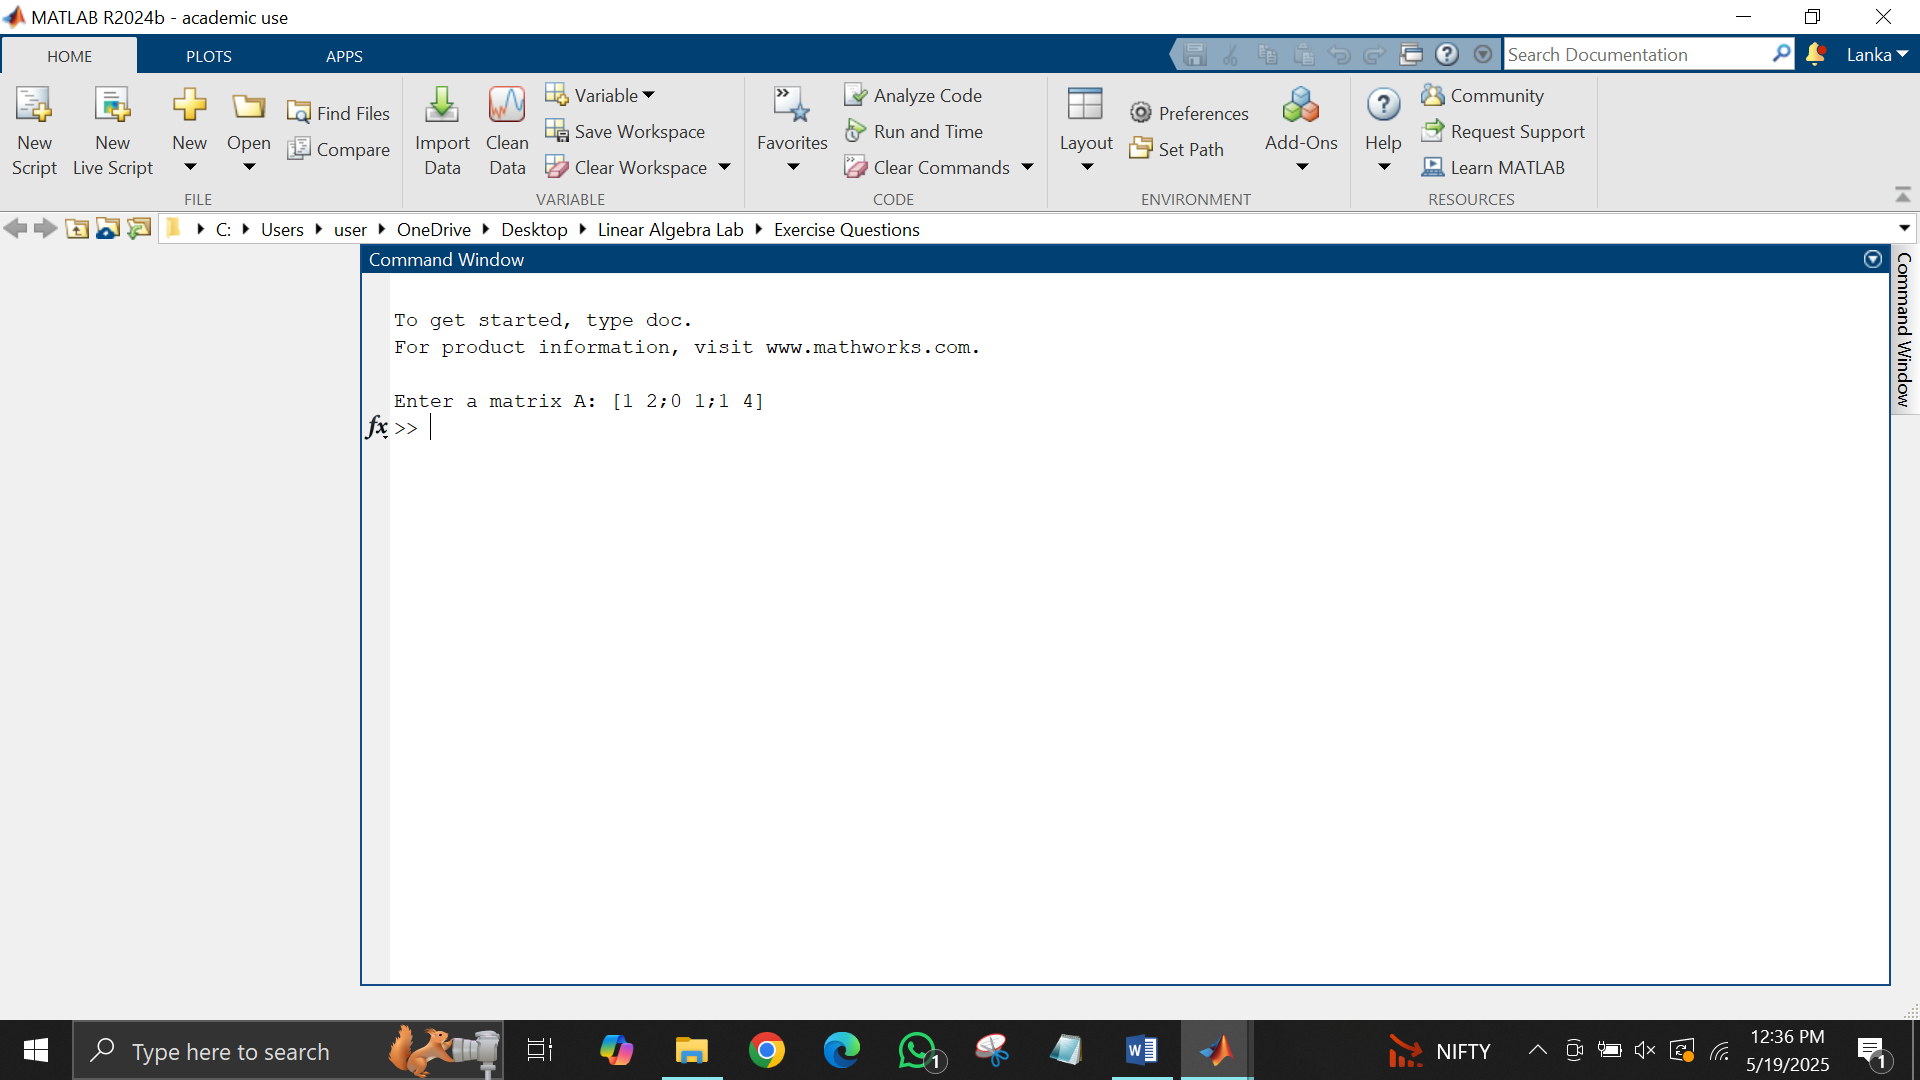 MATLAB R2024b - academic use
HOME PLOTS APPS
Search Documentation
Lanka
New Script
New Live Script
New
Open
Find Files
Compare
FILE
Import Data
Clean Data
Variable
Save Workspace
Clear Workspace
VARIABLE
Favorites
Analyze Code
Run and Time
Clear Commands
CODE
Layout
Preferences
Set Path
Add-Ons
ENVIRONMENT
Help
Community
Request Support
Learn MATLAB
RESOURCES
C: Users user OneDrive Desktop Linear Algebra Lab Exercise Questions
Command Window
Command Window
To get started, type doc.
For product information, visit www.mathworks.com.
Enter a matrix A: [1 2;0 1;1 4]
fx >>
Type here to search
1
NIFTY
12:36 PM
5/19/2025
1